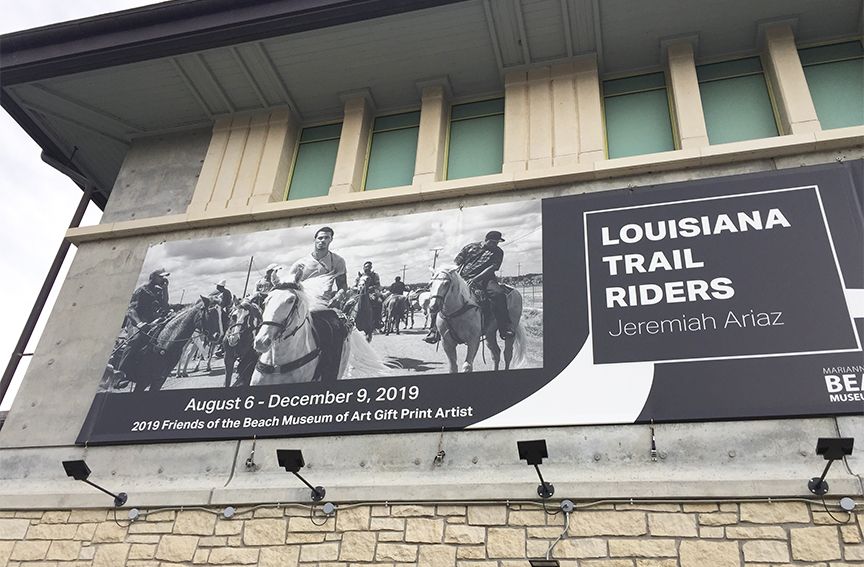 LOUISIANA
TRAIL
RIDERS
Jeremiah Ariaz
August 6 - December 9, 2019
2019 Friends of the Beach Museum of Art Gift Print Artist